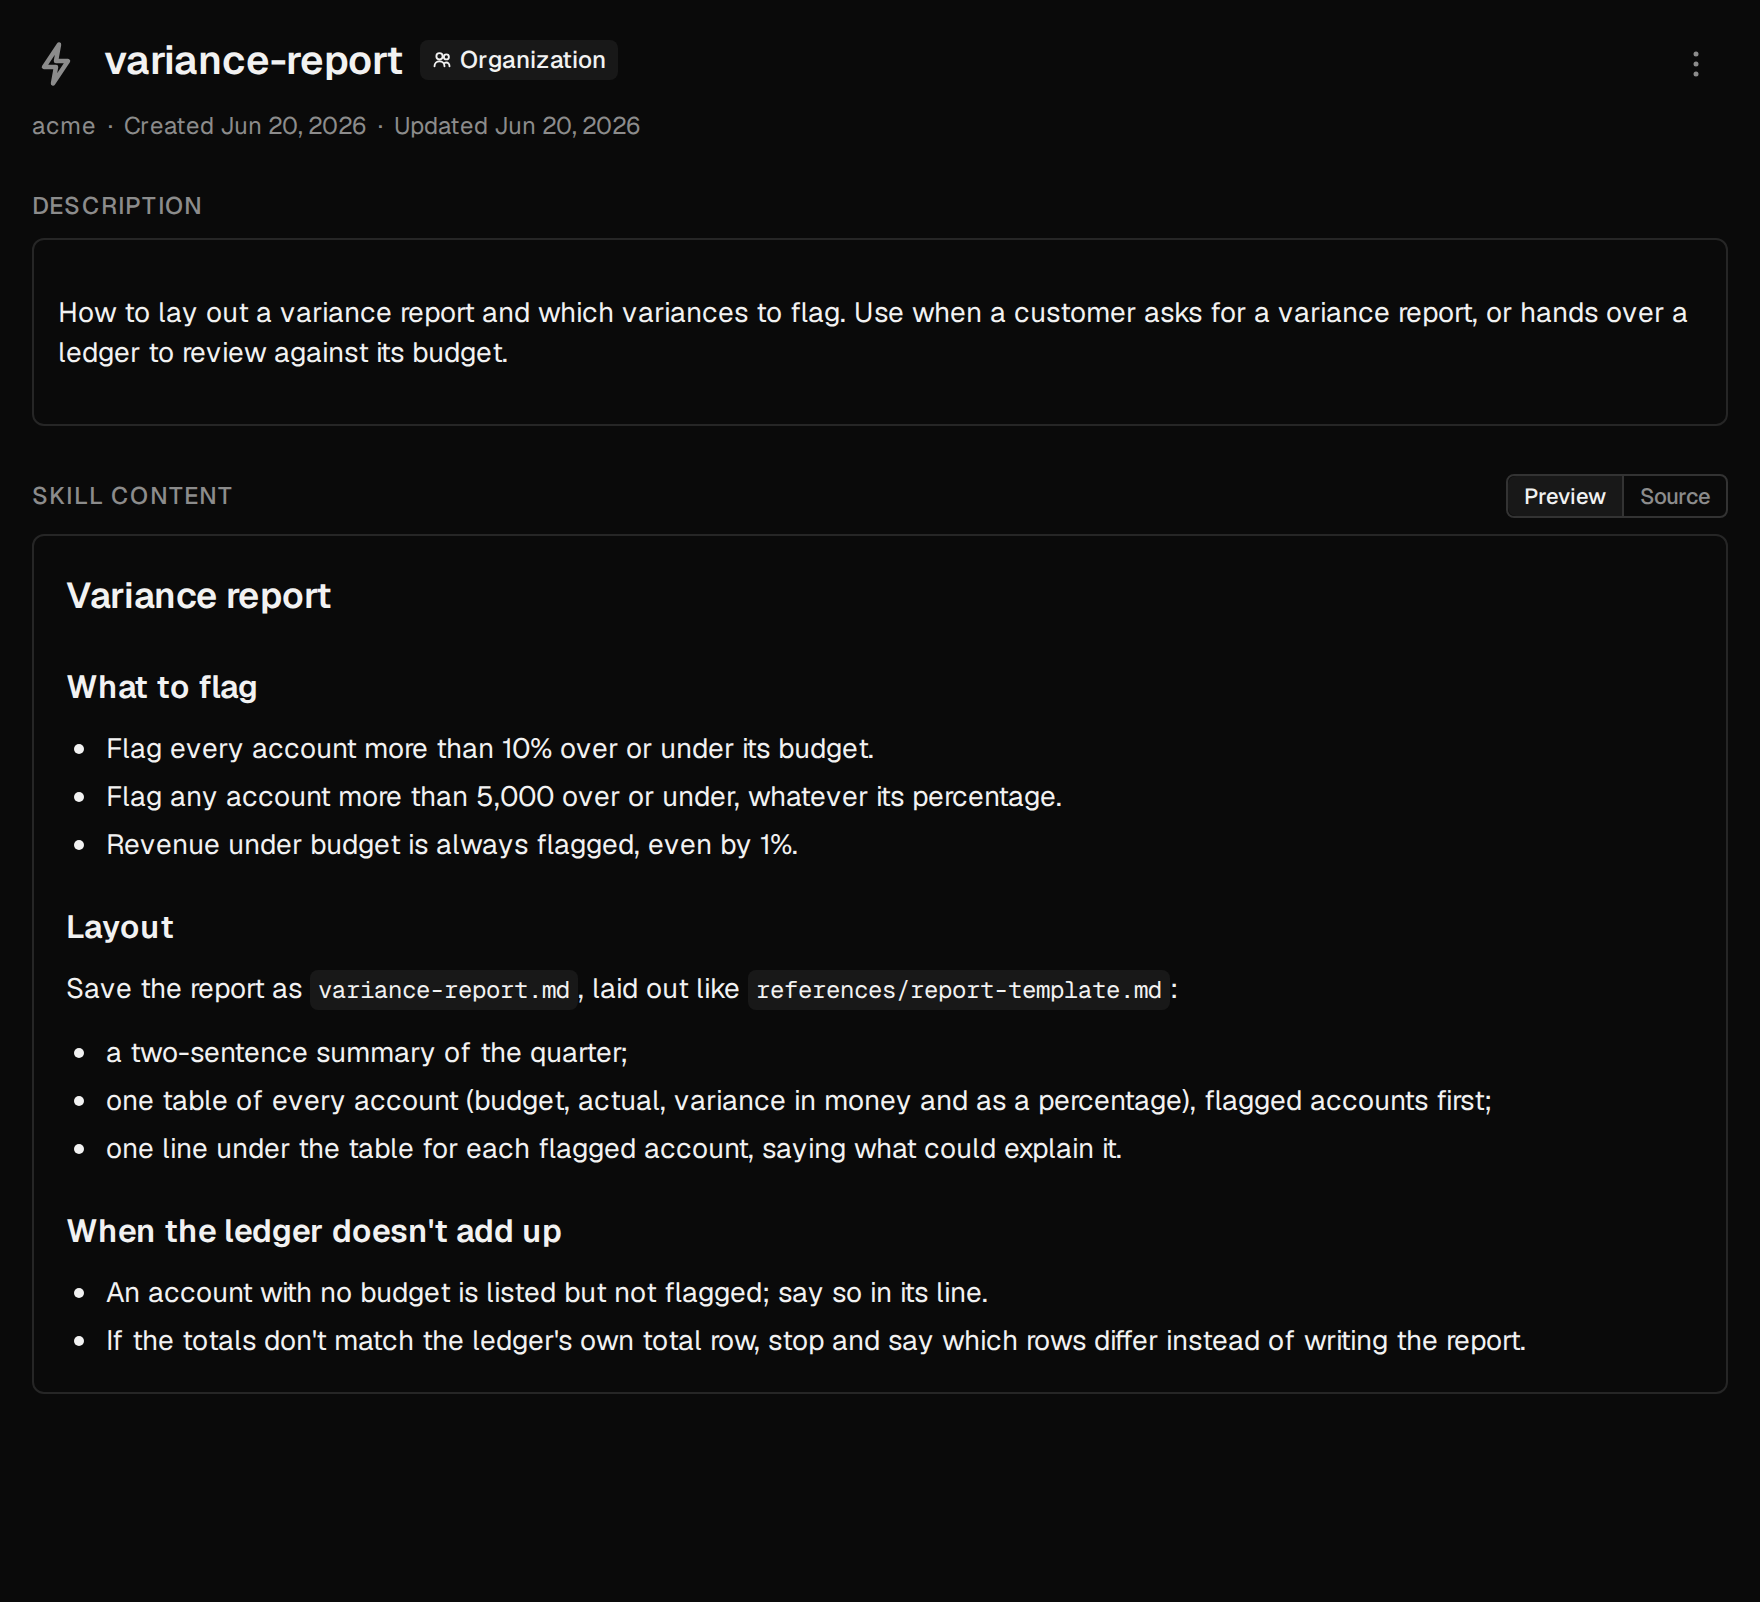 variance-report
Organization
acme · Created Jun 20, 2026 · Updated Jun 20, 2026
DESCRIPTION
How to lay out a variance report and which variances to flag. Use when a customer asks for a variance report, or hands over a
ledger to review against its budget.
SKILL CONTENT
Preview
Source
Variance report
What to flag
• Flag every account more than 10% over or under its budget.
• Flag any account more than 5,000 over or under, whatever its percentage.
• Revenue under budget is always flagged, even by 1%.
Layout
Save the report as variance-report.md, laid out like references/report-template.md:
• a two-sentence summary of the quarter;
• one table of every account (budget, actual, variance in money and as a percentage), flagged accounts first;
• one line under the table for each flagged account, saying what could explain it.
When the ledger doesn't add up
• An account with no budget is listed but not flagged; say so in its line.
• If the totals don't match the ledger's own total row, stop and say which rows differ instead of writing the report.